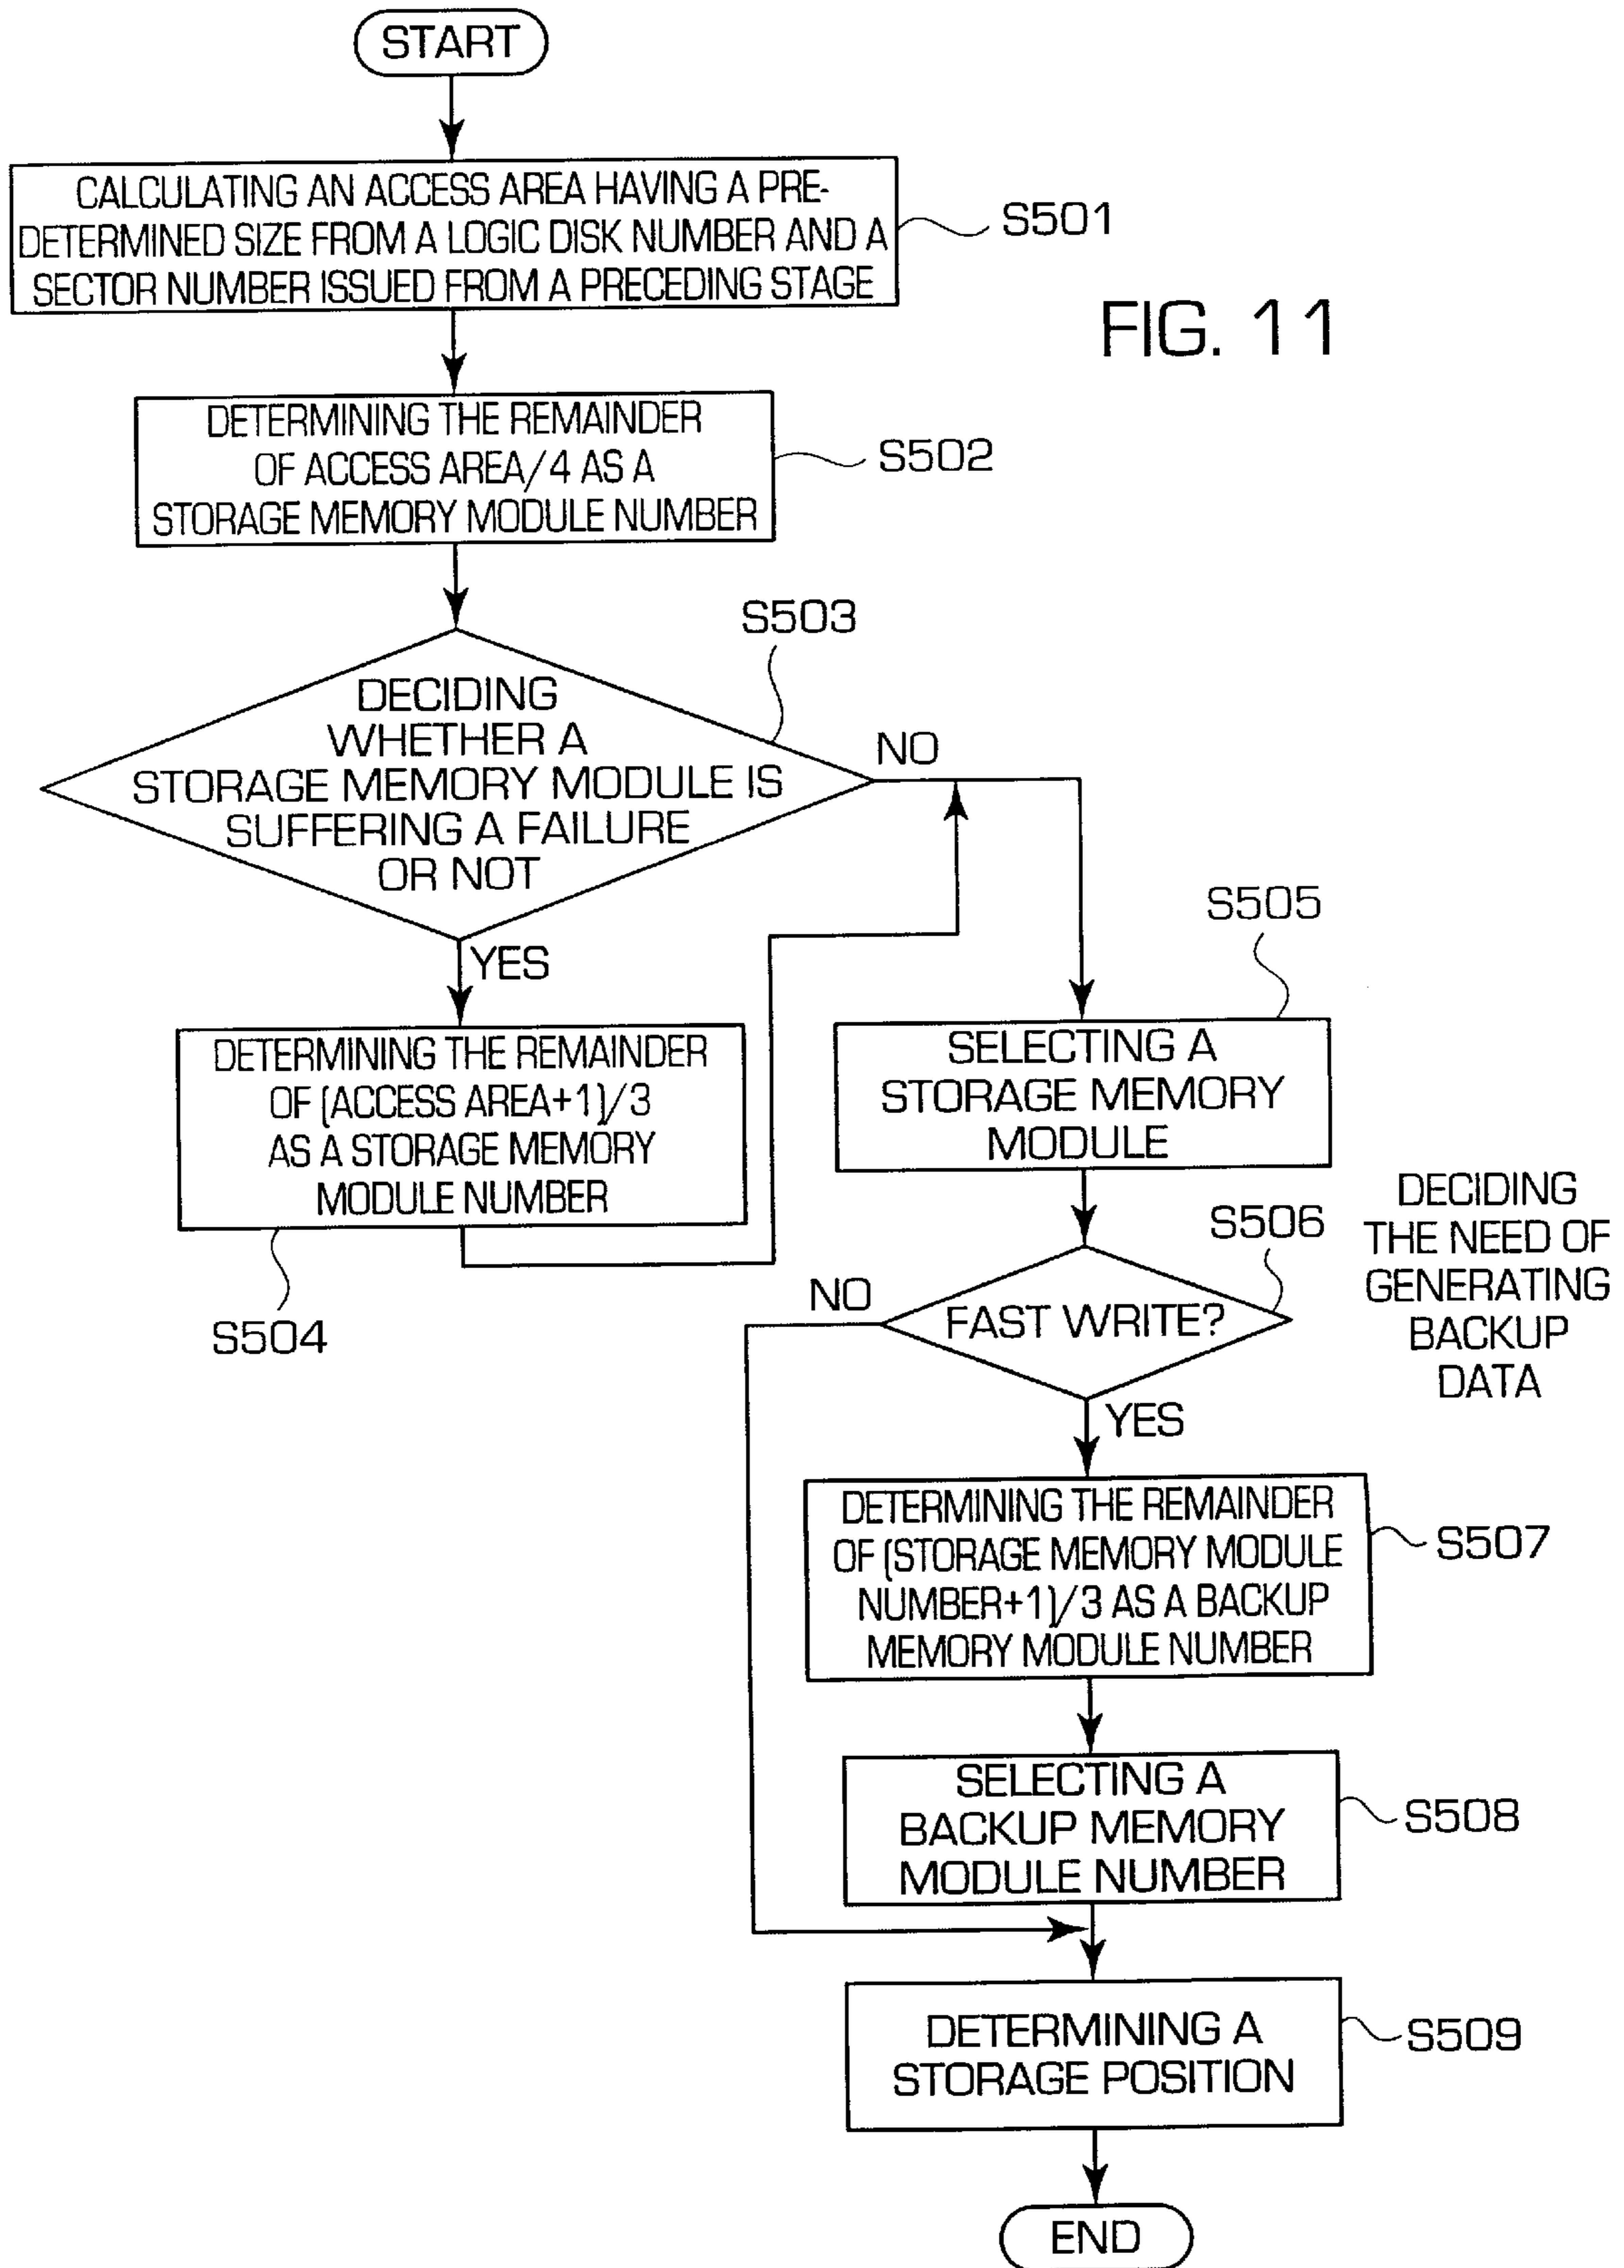 START
CALCULATING AN ACCESS AREA HAVING A PRE-
DETERMINED SIZE FROM A LOGIC DISK NUMBER AND A
SECTOR NUMBER ISSUED FROM A PRECEDING STAGE
S501
FIG. 11
DETERMINING THE REMAINDER
OF ACCESS AREA/4 AS A
STORAGE MEMORY MODULE NUMBER
S502
S503
DECIDING
WHETHER A
STORAGE MEMORY MODULE IS
SUFFERING A FAILURE
OR NOT
NO
YES
DETERMINING THE REMAINDER
OF (ACCESS AREA+1)/3
AS A STORAGE MEMORY
MODULE NUMBER
S504
S505
SELECTING A
STORAGE MEMORY
MODULE
S506
DECIDING
THE NEED OF
GENERATING
BACKUP
DATA
NO
FAST WRITE?
YES
DETERMINING THE REMAINDER
OF (STORAGE MEMORY MODULE
NUMBER+1)/3 AS A BACKUP
MEMORY MODULE NUMBER
S507
SELECTING A
BACKUP MEMORY
MODULE NUMBER
S508
DETERMINING A
STORAGE POSITION
S509
END